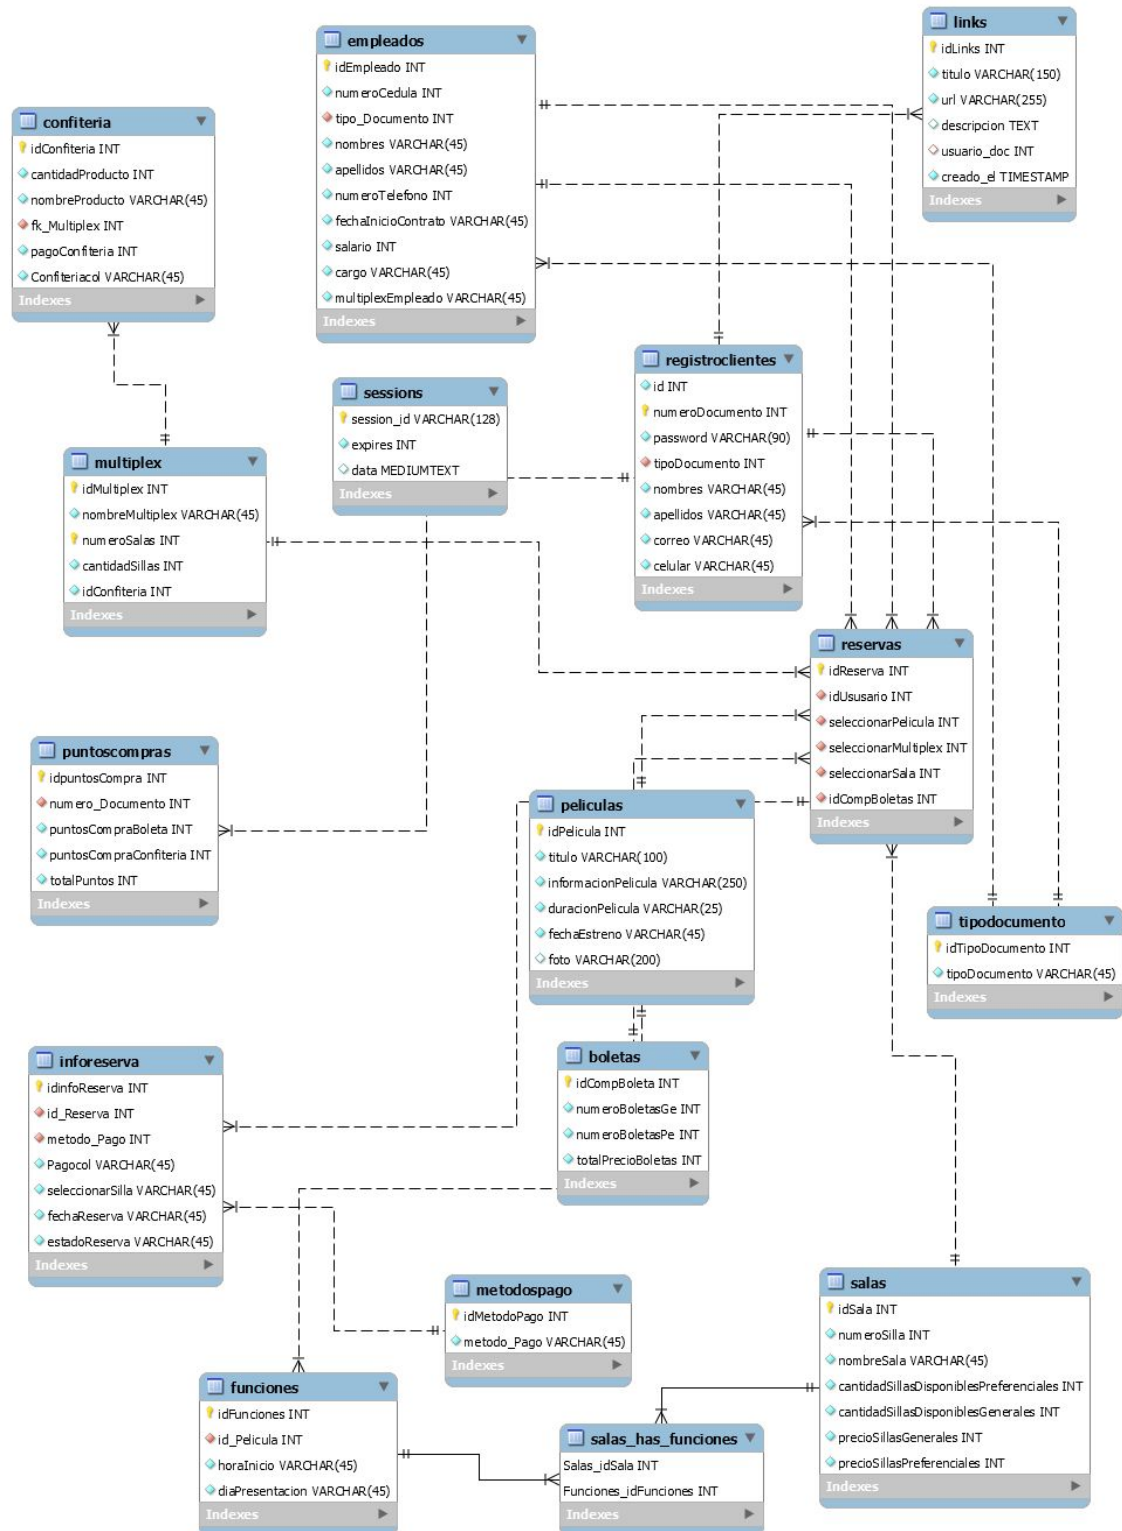 links
idLinks INT
titulo VARCHAR(150)
url VARCHAR(255)
descripcion TEXT
usuario_doc INT
creado_el TIMESTAMP
Indexes
empleados
idEmpleado INT
numeroCedula INT
tipo_Documento INT
nombres VARCHAR(45)
apellidos VARCHAR(45)
numeroTelefono INT
fechaInicioContrato VARCHAR(45)
salario INT
cargo VARCHAR(45)
multiplexEmpleado VARCHAR(45)
Indexes
confiteria
idConfiteria INT
cantidadProducto INT
nombreProducto VARCHAR(45)
fk_Multiplex INT
pagoConfiteria INT
Confiteriacol VARCHAR(45)
Indexes
registroclientes
id INT
numeroDocumento INT
password VARCHAR(90)
tipoDocumento INT
nombres VARCHAR(45)
apellidos VARCHAR(45)
correo VARCHAR(45)
celular VARCHAR(45)
Indexes
sessions
session_id VARCHAR(128)
expires INT
data MEDIUMTEXT
Indexes
multiplex
idMultiplex INT
nombreMultiplex VARCHAR(45)
numeroSalas INT
cantidadSillas INT
idConfiteria INT
Indexes
reservas
idReserva INT
idUsusario INT
seleccionarPelicula INT
seleccionarMultiplex INT
seleccionarSala INT
idCompBoletas INT
Indexes
puntoscompras
idpuntosCompra INT
numero_Documento INT
puntosCompraBoleta INT
puntosCompraConfiteria INT
totalPuntos INT
Indexes
peliculas
idPelicula INT
titulo VARCHAR(100)
informacionPelicula VARCHAR(250)
duracionPelicula VARCHAR(25)
fechaEstreno VARCHAR(45)
foto VARCHAR(200)
Indexes
tipodocumento
idTipoDocumento INT
tipoDocumento VARCHAR(45)
Indexes
inforeserva
idinfoReserva INT
id_Reserva INT
metodo_Pago INT
Pagocol VARCHAR(45)
seleccionarSilla VARCHAR(45)
fechaReserva VARCHAR(45)
estadoReserva VARCHAR(45)
Indexes
boletas
idCompBoleta INT
numeroBoletasGe INT
numeroBoletasPe INT
totalPrecioBoletas INT
Indexes
metodospago
idMetodoPago INT
metodo_Pago VARCHAR(45)
Indexes
salas
idSala INT
numeroSilla INT
nombreSala VARCHAR(45)
cantidadSillasDisponiblesPreferenciales INT
cantidadSillasDisponiblesGenerales INT
precioSillasGenerales INT
precioSillasPreferenciales INT
Indexes
funciones
idFunciones INT
id_Pelicula INT
horaInicio VARCHAR(45)
diaPresentacion VARCHAR(45)
Indexes
salas_has_funciones
Salas_idSala INT
Funciones_idFunciones INT
Indexes